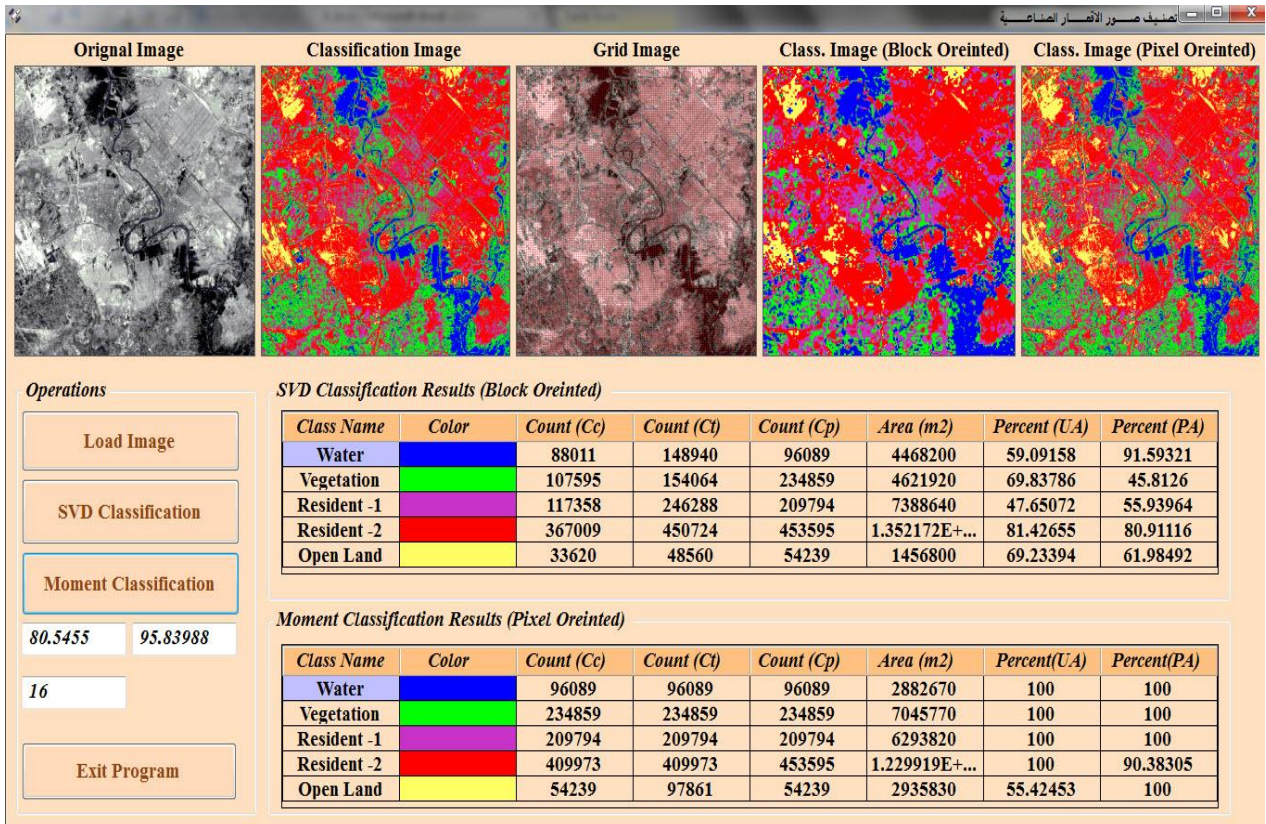 تصنيف صـــور الاقمـــار الصناعـــــية
Orignal Image Classification Image Grid Image Class. Image (Block Oreinted) Class. Image (Pixel Oreinted)
Operations
Load Image
SVD Classification
Moment Classification
80.5455 95.83988
16
Exit Program
SVD Classification Results (Block Oreinted)
Class Name Color Count (Cc) Count (Ct) Count (Cp) Area (m2) Percent (UA) Percent (PA)
Water 88011 148940 96089 4468200 59.09158 91.59321
Vegetation 107595 154064 234859 4621920 69.83786 45.8126
Resident -1 117358 246288 209794 7388640 47.65072 55.93964
Resident -2 367009 450724 453595 1.352172E+... 81.42655 80.91116
Open Land 33620 48560 54239 1456800 69.23394 61.98492
Moment Classification Results (Pixel Oreinted)
Class Name Color Count (Cc) Count (Ct) Count (Cp) Area (m2) Percent(UA) Percent(PA)
Water 96089 96089 96089 2882670 100 100
Vegetation 234859 234859 234859 7045770 100 100
Resident -1 209794 209794 209794 6293820 100 100
Resident -2 409973 409973 453595 1.229919E+... 100 90.38305
Open Land 54239 97861 54239 2935830 55.42453 100